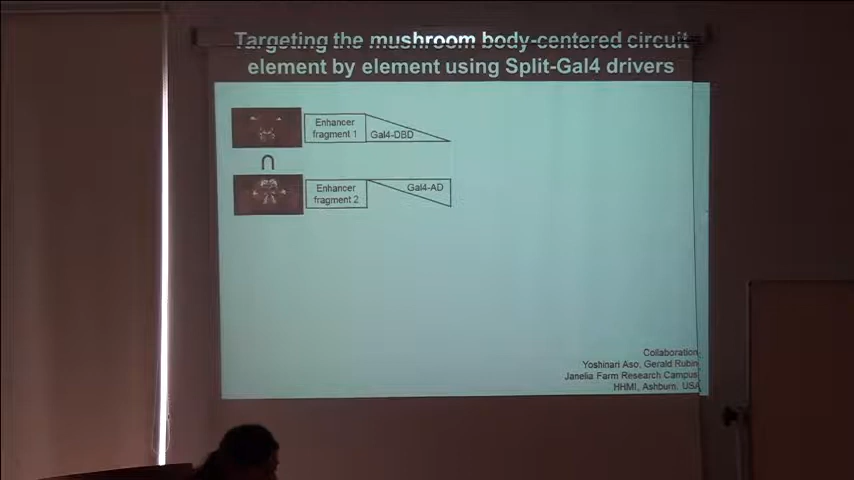 Targeting the mushroom body-centered circuit
element by element using Split-Gal4 drivers
Enhancer
fragment 1
Gal4-DBD
∩
Enhancer
fragment 2
Gal4-AD
Collaboration
Yoshinari Aso, Gerald Rubin
Janelia Farm Research Campus
HHMI, Ashburn, USA